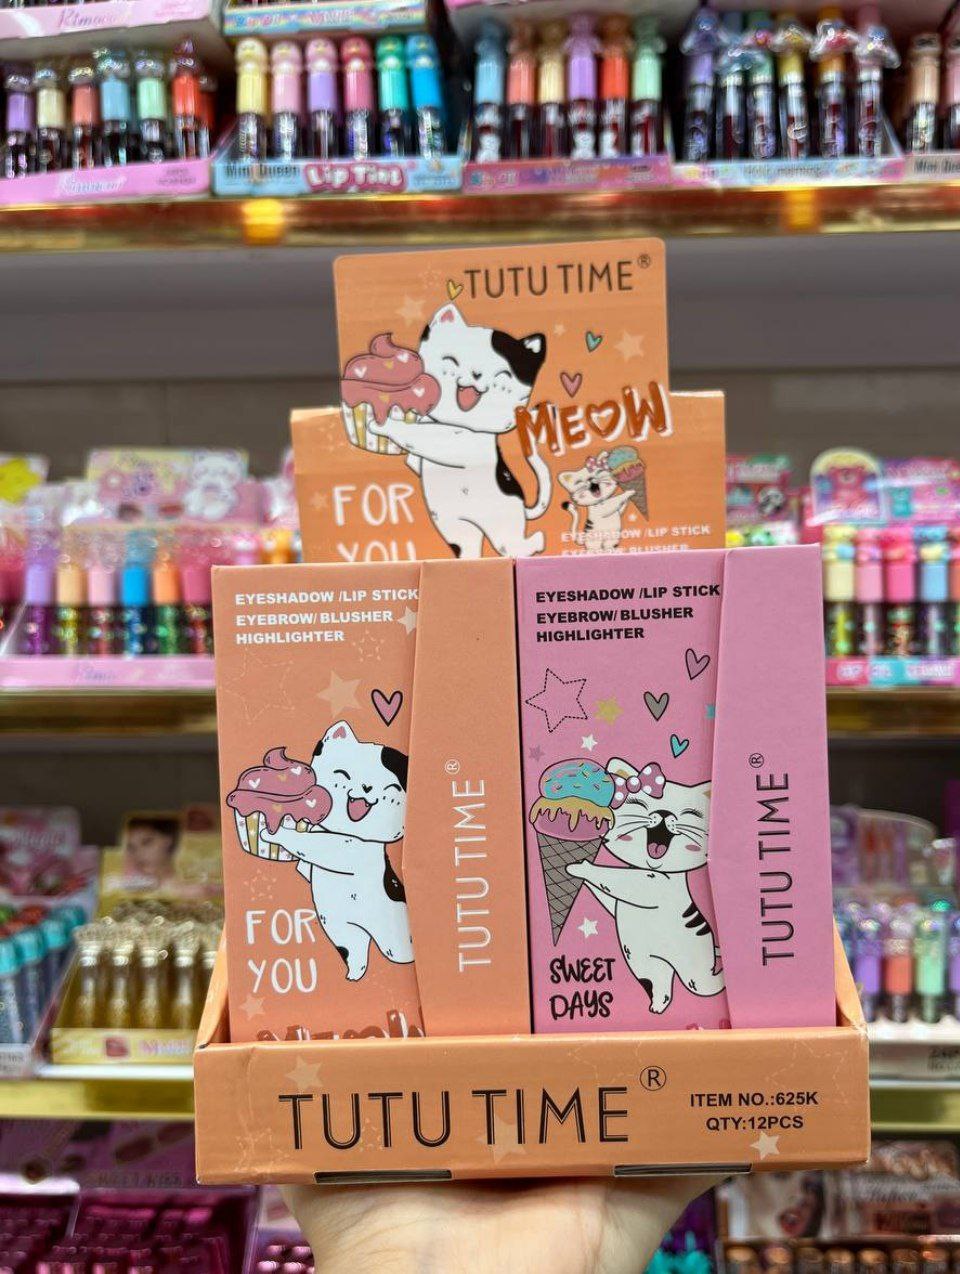 Mini Queen
Lip Tint
TUTU TIME®
MEOW
FOR
YOU
EYESHADOW /LIP STICK
EYEBROW/ BLUSHER
EYESHADOW /LIP STICK
EYEBROW/ BLUSHER
HIGHLIGHTER
FOR
YOU
TUTU TIME®
EYESHADOW /LIP STICK
EYEBROW/ BLUSHER
HIGHLIGHTER
SWEET
DAYS
TUTU TIME®
TUTU TIME®
ITEM NO.:625K
QTY:12PCS